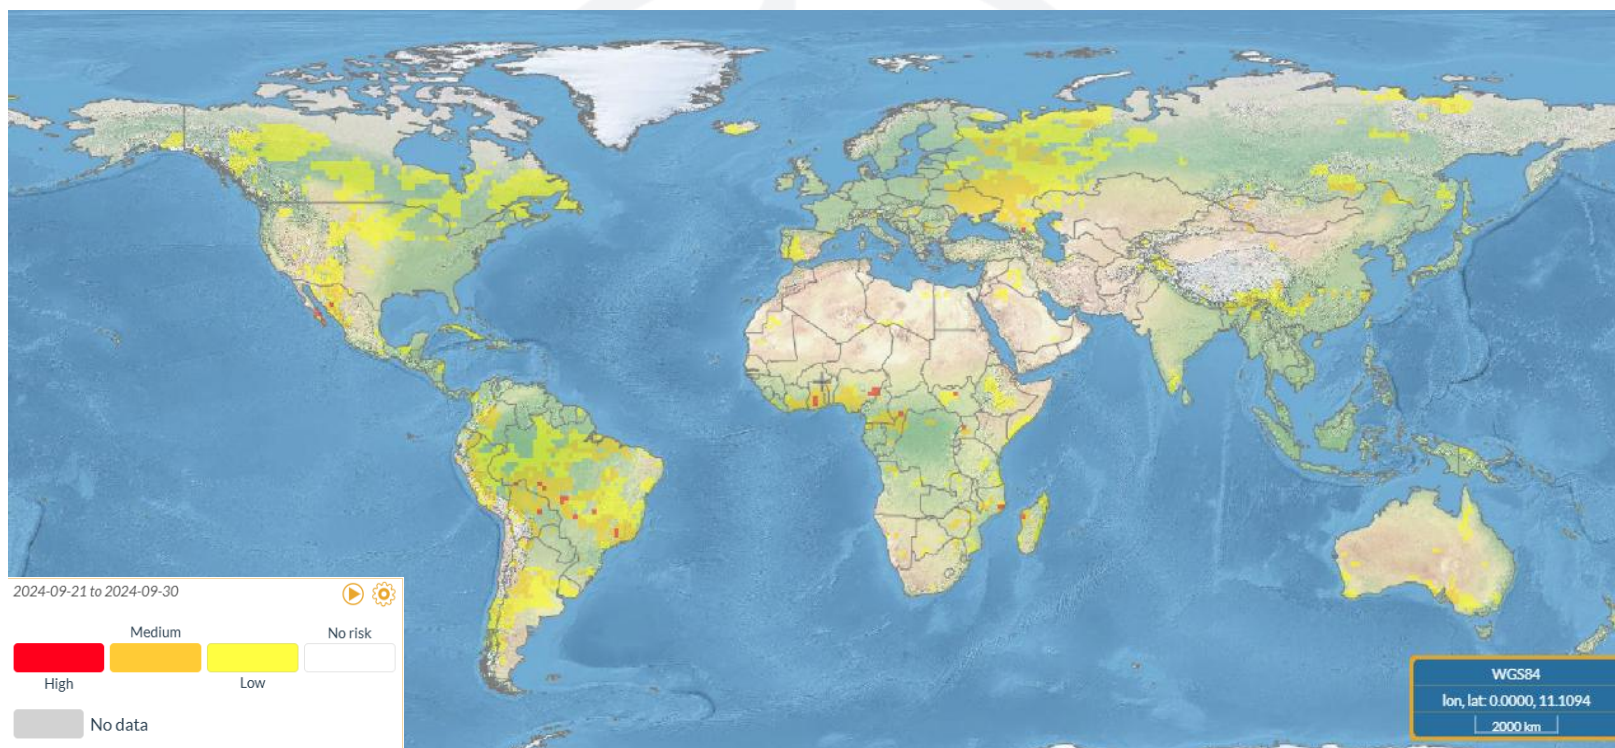 2024-09-21 to 2024-09-30
Medium
No risk
High
Low
No data
WGS84
lon, lat: 0.0000, 11.1094
2000 km